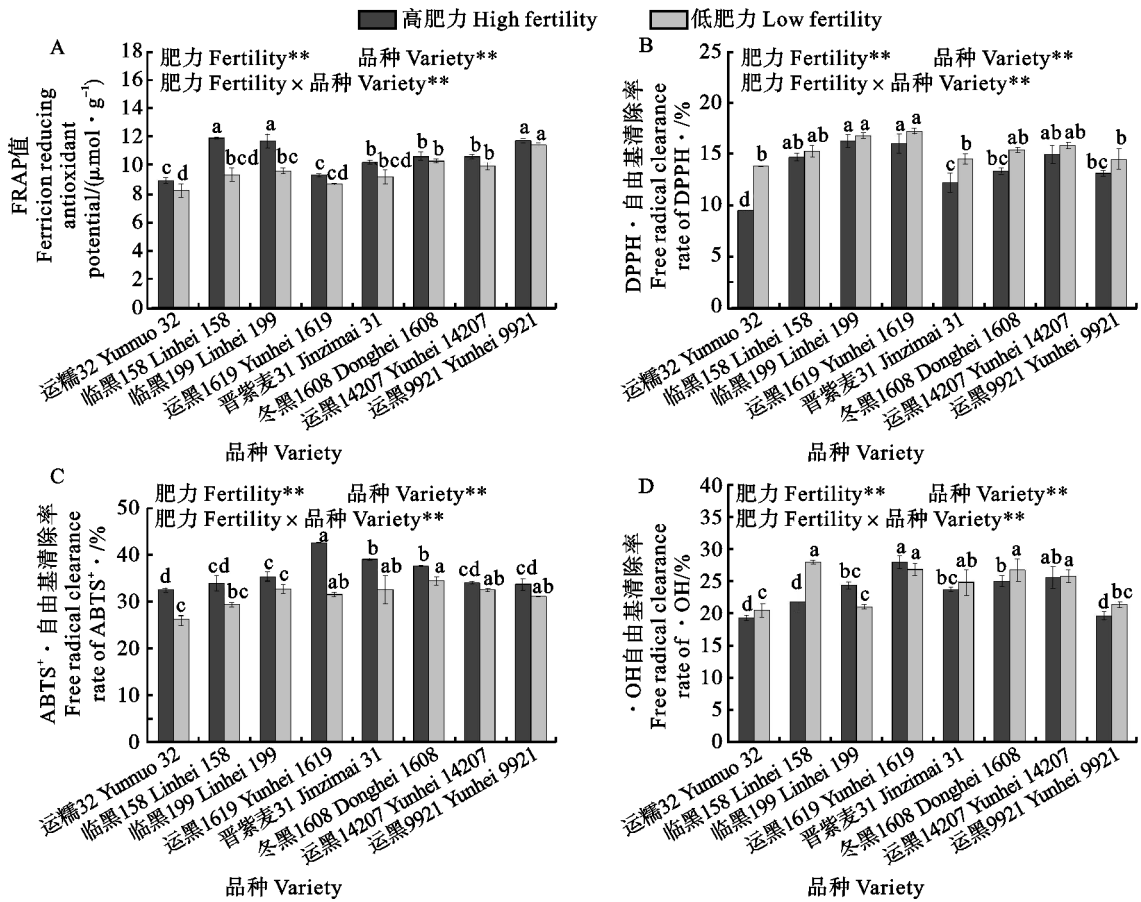 高肥力 High fertility
低肥力 Low fertility
A
肥力 Fertility** 品种 Variety**
肥力 Fertility × 品种 Variety**
FRAP值
Ferricion reducing
antioxidant
potential/(μmol·g⁻¹)
18
16
14
12
10
8
6
4
2
0
c d a bcd a bc c cd b bcd b b b b a a
运糯32 Yunnuo 32
临黑158 Linhei 158
临黑199 Linhei 199
运黑1619 Yunhei 1619
晋紫麦31 Jinzimai 31
冬黑1608 Donghei 1608
运黑14207 Yunhei 14207
运黑9921 Yunhei 9921
品种 Variety
B
肥力 Fertility** 品种 Variety**
肥力 Fertility × 品种 Variety**
DPPH·自由基清除率
Free radical clearance
rate of DPPH·/%
25
20
15
10
5
0
d b ab ab a a a a c b bc ab ab ab bc b
运糯32 Yunnuo 32
临黑158 Linhei 158
临黑199 Linhei 199
运黑1619 Yunhei 1619
晋紫麦31 Jinzimai 31
冬黑1608 Donghei 1608
运黑14207 Yunhei 14207
运黑9921 Yunhei 9921
品种 Variety
C
肥力 Fertility** 品种 Variety**
肥力 Fertility × 品种 Variety**
ABTS⁺·自由基清除率
Free radical clearance
rate of ABTS⁺·/%
50
40
30
20
10
0
d c cd bc c c a ab b ab b a cd ab cd ab
运糯32 Yunnuo 32
临黑158 Linhei 158
临黑199 Linhei 199
运黑1619 Yunhei 1619
晋紫麦31 Jinzimai 31
冬黑1608 Donghei 1608
运黑14207 Yunhei 14207
运黑9921 Yunhei 9921
品种 Variety
D
肥力 Fertility** 品种 Variety**
肥力 Fertility × 品种 Variety**
·OH自由基清除率
Free radical clearance
rate of ·OH/%
40
35
30
25
20
15
10
5
0
d c d a bc c a a bc ab b a ab a d bc
运糯32 Yunnuo 32
临黑158 Linhei 158
临黑199 Linhei 199
运黑1619 Yunhei 1619
晋紫麦31 Jinzimai 31
冬黑1608 Donghei 1608
运黑14207 Yunhei 14207
运黑9921 Yunhei 9921
品种 Variety